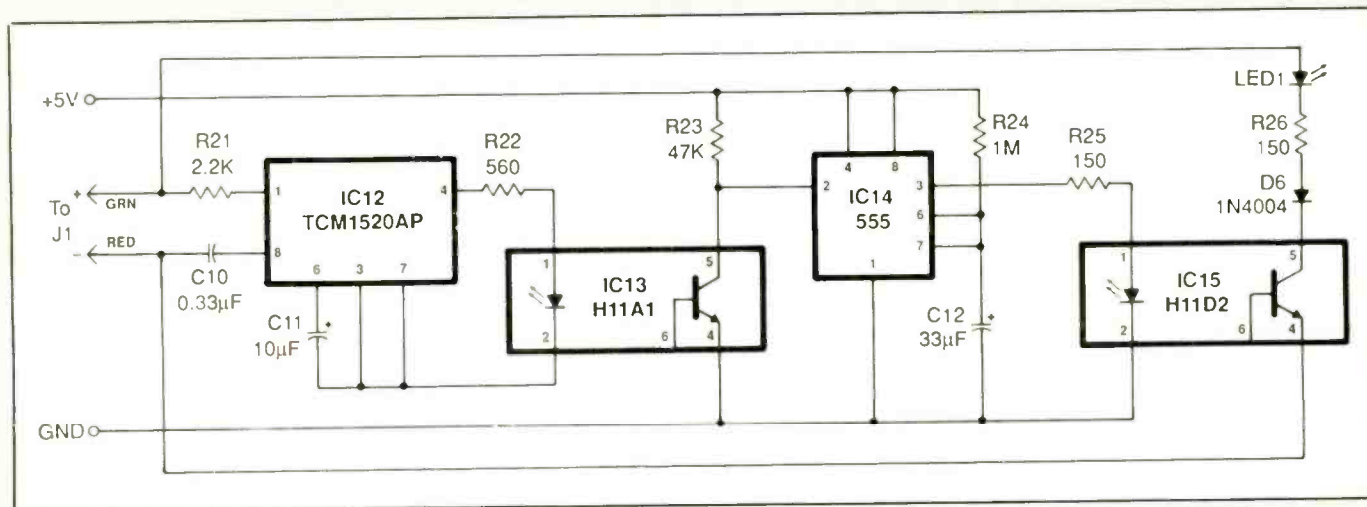 +5V
R21
2.2K
To
J1
+
GRN
-
RED
C10
0.33µF
1
8
IC12
TCM1520AP
4
6
3
7
C11
+
10µF
R22
560
1
2
IC13
H11A1
5
6
4
R23
47K
4
8
2
IC14
555
3
6
7
1
R24
1M
C12
+
33µF
R25
150
LED1
R26
150
D6
1N4004
1
2
IC15
H11D2
5
6
4
GND